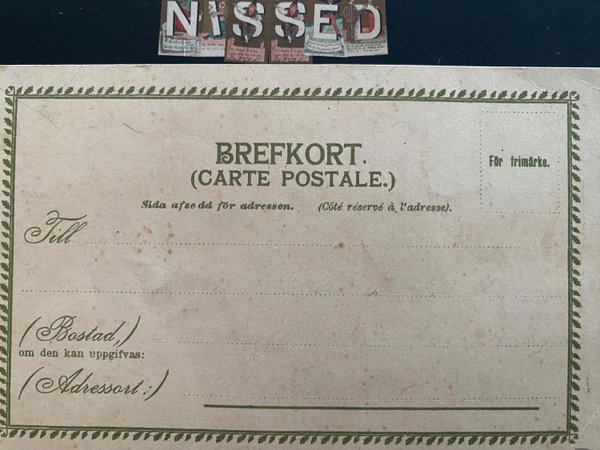 NISSED
BREFKORT.
(CARTE POSTALE.)
För frimärke.
Sida afsedd för adressen. (Côté réservé à l'adresse).
Till
(Bostad,)
om den kan uppgifvas:
(Adressort:)